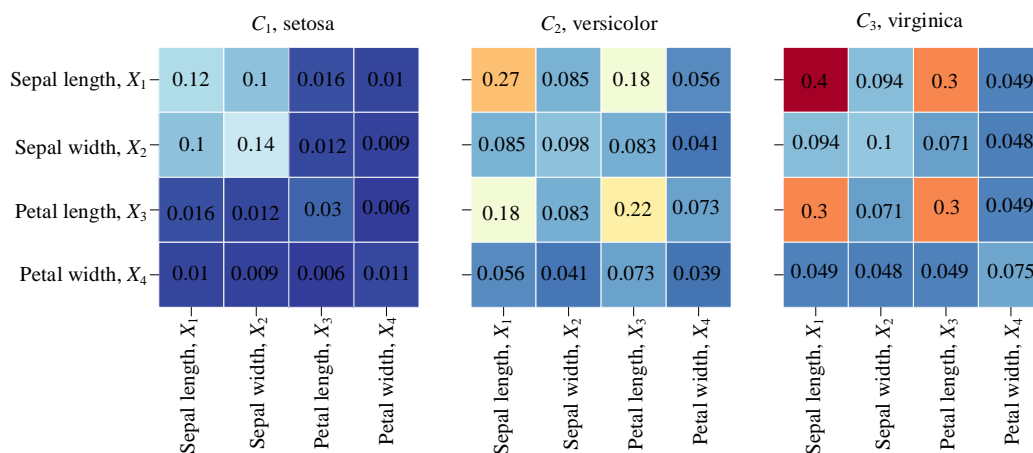 C1, setosa
C2, versicolor
C3, virginica
Sepal length, X1
0.12 0.1 0.016 0.01
0.27 0.085 0.18 0.056
0.4 0.094 0.3 0.049
Sepal width, X2
0.1 0.14 0.012 0.009
0.085 0.098 0.083 0.041
0.094 0.1 0.071 0.048
Petal length, X3
0.016 0.012 0.03 0.006
0.18 0.083 0.22 0.073
0.3 0.071 0.3 0.049
Petal width, X4
0.01 0.009 0.006 0.011
0.056 0.041 0.073 0.039
0.049 0.048 0.049 0.075
Sepal length, X1
Sepal width, X2
Petal length, X3
Petal width, X4
Sepal length, X1
Sepal width, X2
Petal length, X3
Petal width, X4
Sepal length, X1
Sepal width, X2
Petal length, X3
Petal width, X4